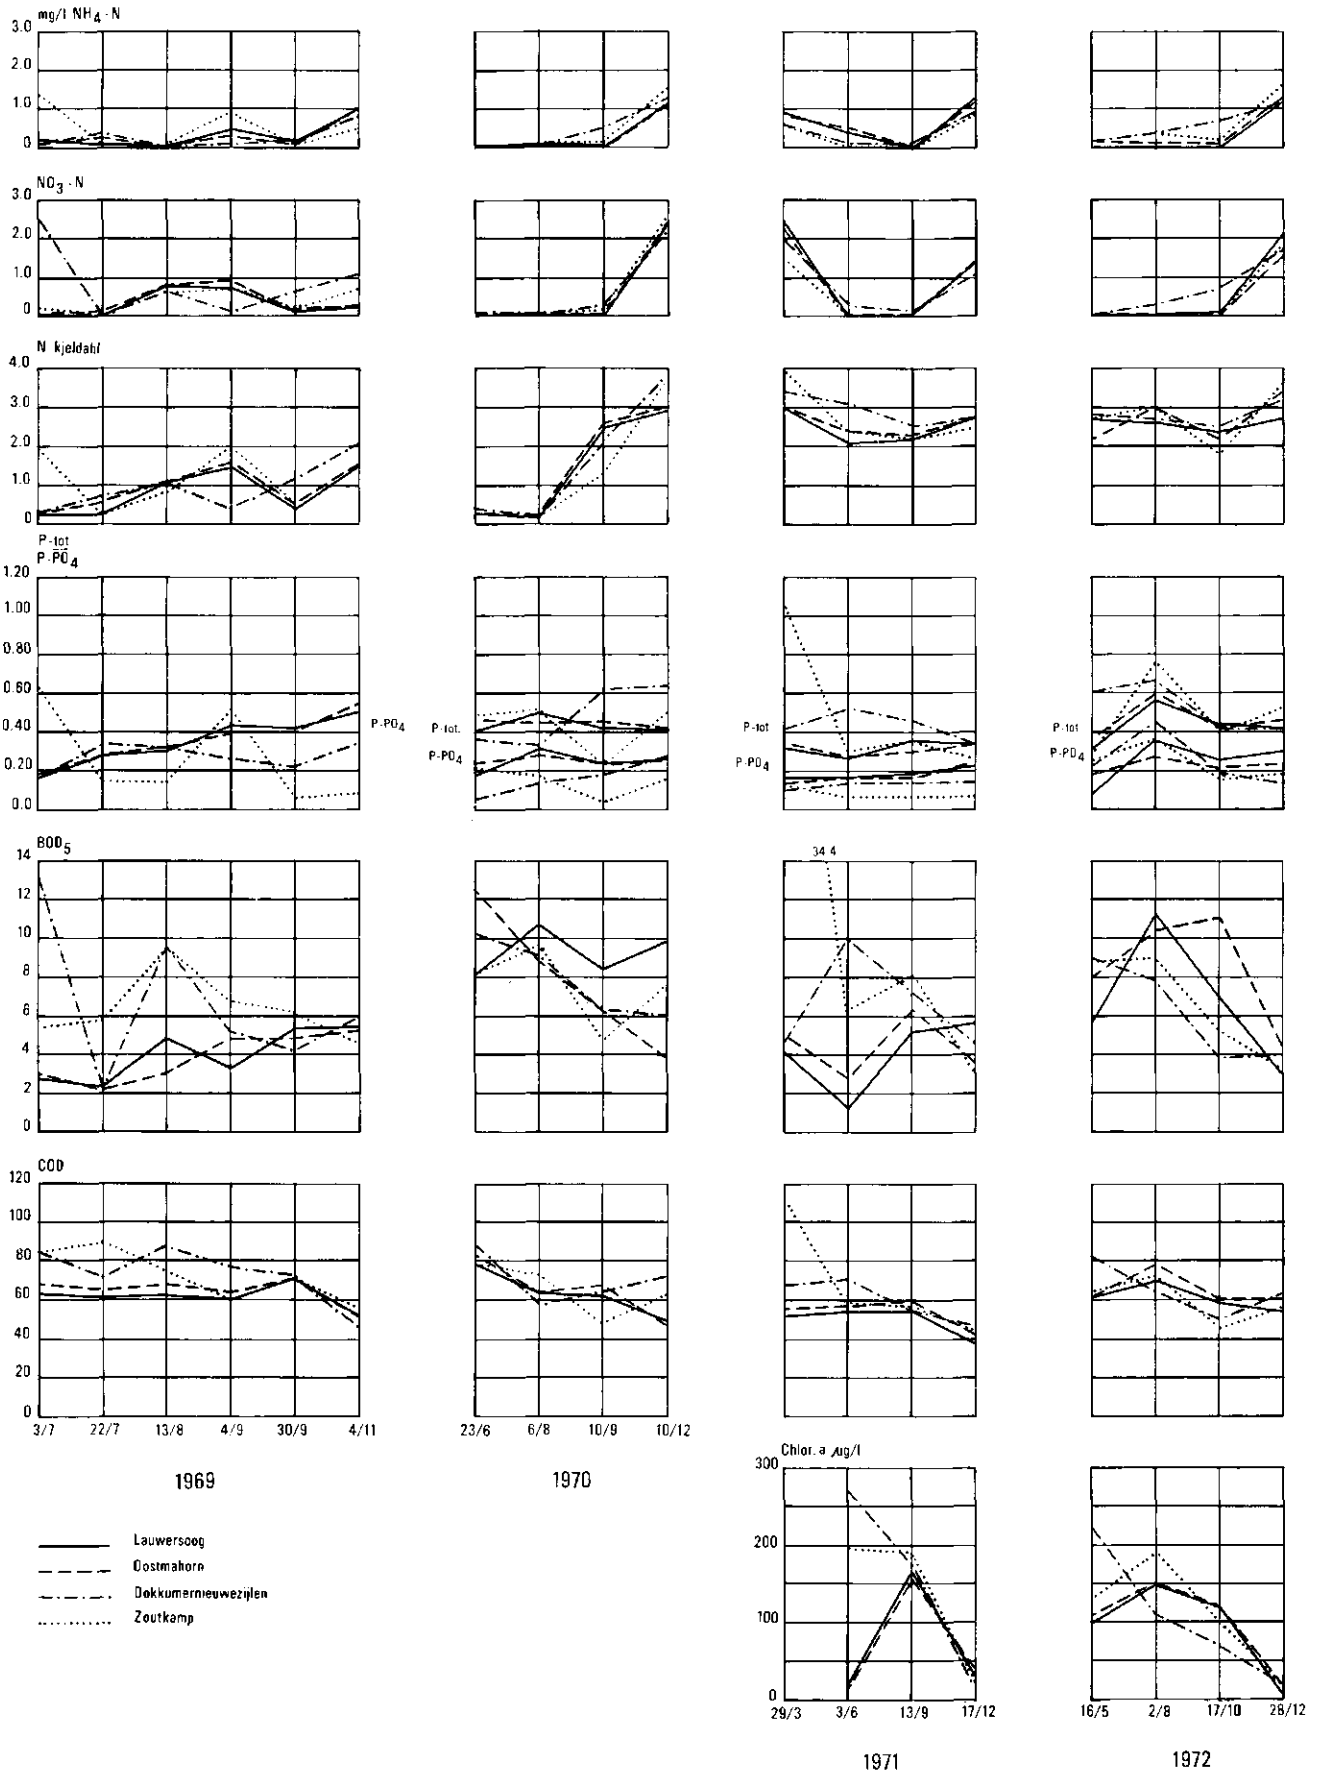 mg/l NH4-N
3.0
2.0
1.0
0
NO3-N
3.0
2.0
1.0
0
N kjeldahl
4.0
3.0
2.0
1.0
0
P-tot
P-PO4
1.20
1.00
0.80
0.60
0.40
0.20
0.0
P-PO4
P-tot.
P-PO4
P-tot
P-PO4
P-tot
P-PO4
BOD5
14
12
10
8
6
4
2
0
34.4
COD
120
100
80
60
40
20
0
3/7 22/7 13/8 4/9 30/9 4/11
23/6 6/8 10/9 10/12
1969
1970
Chlor. a µg/l
300
200
100
0
29/3 3/6 13/9 17/12
16/5 2/8 17/10 28/12
1971
1972
Lauwersoog
Oostmahorn
Dokkumernieuwezijlen
Zoutkamp